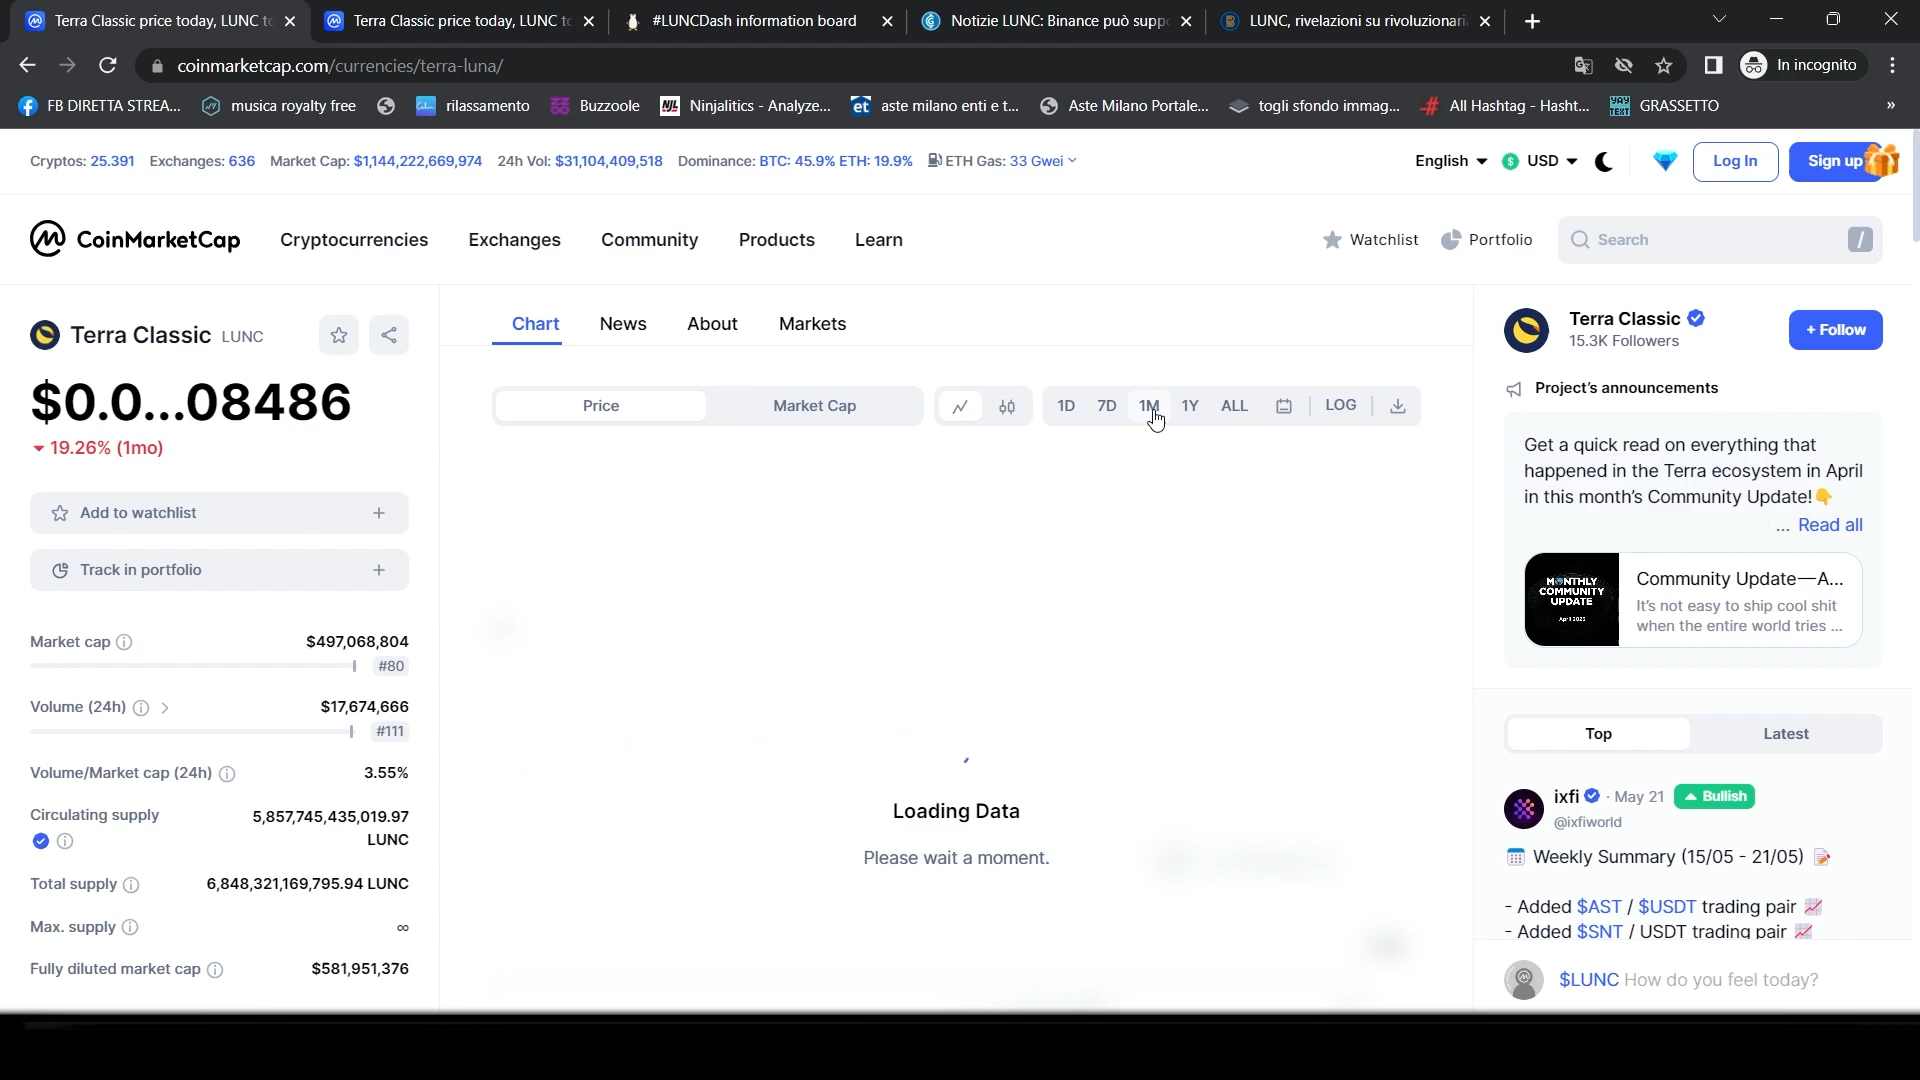 Terra Classic price today, LUNC to
Terra Classic price today, LUNC to
#LUNCDash information board
Notizie LUNC: Binance può suppo
LUNC, rivelazioni su rivoluzionari
coinmarketcap.com/currencies/terra-luna/
In incognito
FB DIRETTA STREA...
musica royalty free
rilassamento
Buzzoole
Ninjalitics - Analyze...
aste milano enti e t...
Aste Milano Portale...
togli sfondo immag...
All Hashtag - Hasht...
GRASSETTO
»
Cryptos: 25.391 Exchanges: 636 Market Cap: $1,144,222,669,974 24h Vol: $31,104,409,518 Dominance: BTC: 45.9% ETH: 19.9% ETH Gas: 33 Gwei
English
USD
Log In
Sign up
CoinMarketCap
Cryptocurrencies
Exchanges
Community
Products
Learn
Watchlist
Portfolio
Search
/
Terra Classic LUNC
$0.0...08486
19.26% (1mo)
Add to watchlist +
Track in portfolio +
Market cap $497,068,804
#80
Volume (24h) $17,674,666
#111
Volume/Market cap (24h) 3.55%
Circulating supply 5,857,745,435,019.97
LUNC
Total supply 6,848,321,169,795.94 LUNC
Max. supply ∞
Fully diluted market cap $581,951,376
Chart
News
About
Markets
Price
Market Cap
1D
7D
1M
1Y
ALL
LOG
Loading Data
Please wait a moment.
Terra Classic
15.3K Followers
+ Follow
Project's announcements
Get a quick read on everything that
happened in the Terra ecosystem in April
in this month's Community Update!👇
... Read all
MONTHLY
COMMUNITY
UPDATE
April 2023
Community Update—A...
It's not easy to ship cool shit
when the entire world tries ...
Top
Latest
ixfi · May 21 Bullish
@ixfiworld
Weekly Summary (15/05 - 21/05)
- Added $AST / $USDT trading pair
- Added $SNT / USDT trading pair
$LUNC How do you feel today?